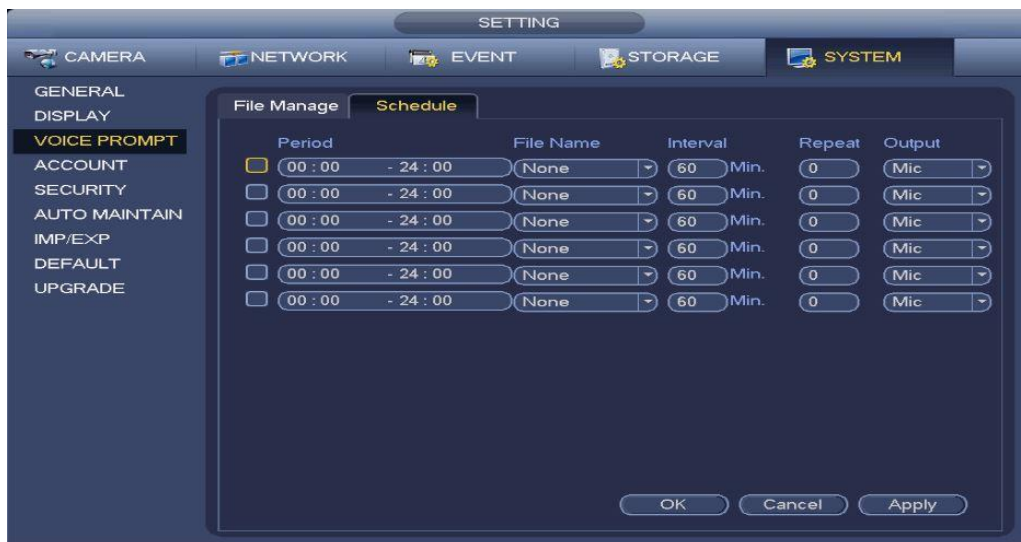 SETTING
CAMERA NETWORK EVENT STORAGE SYSTEM
GENERAL
DISPLAY
VOICE PROMPT
ACCOUNT
SECURITY
AUTO MAINTAIN
IMP/EXP
DEFAULT
UPGRADE
File Manage Schedule
Period File Name Interval Repeat Output
00 : 00 - 24 : 00 None 60 Min. 0 Mic
00 : 00 - 24 : 00 None 60 Min. 0 Mic
00 : 00 - 24 : 00 None 60 Min. 0 Mic
00 : 00 - 24 : 00 None 60 Min. 0 Mic
00 : 00 - 24 : 00 None 60 Min. 0 Mic
00 : 00 - 24 : 00 None 60 Min. 0 Mic
OK Cancel Apply